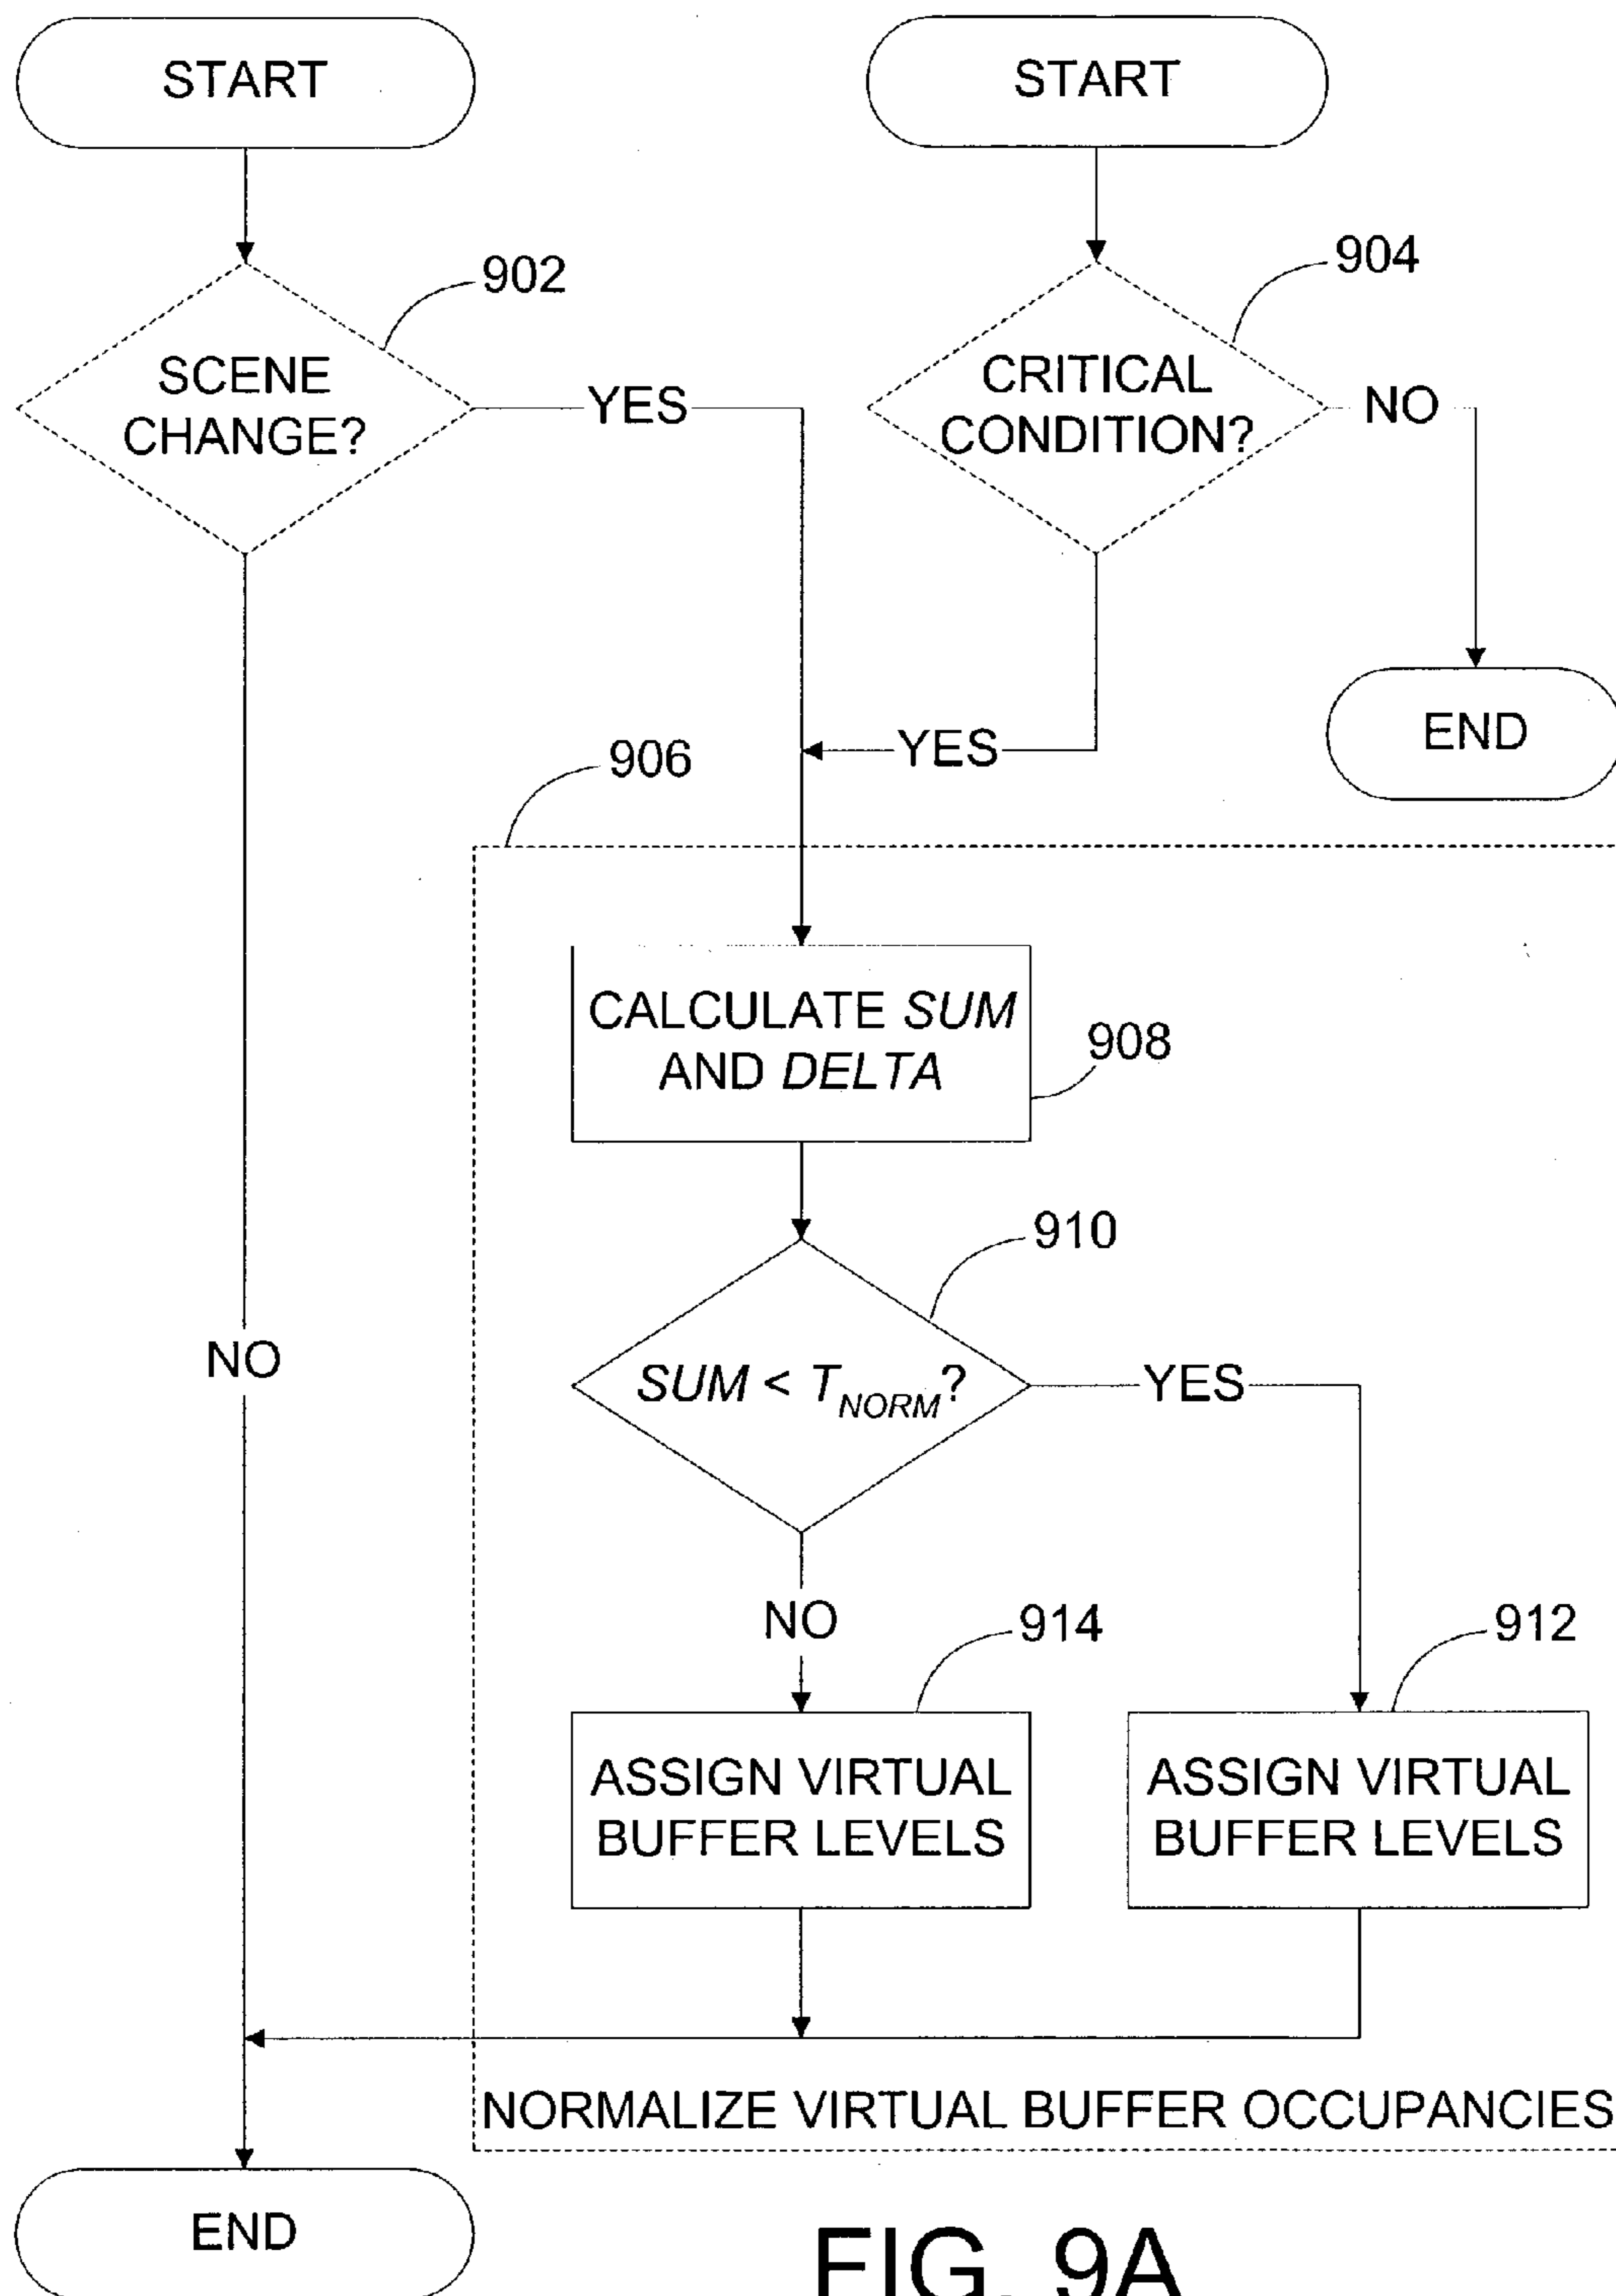 START
START
902
904
SCENE
CHANGE?
YES
CRITICAL
CONDITION?
NO
YES
END
906
CALCULATE SUM
AND DELTA
908
910
SUM < T_NORM?
YES
NO
NO
914
912
ASSIGN VIRTUAL
BUFFER LEVELS
ASSIGN VIRTUAL
BUFFER LEVELS
NORMALIZE VIRTUAL BUFFER OCCUPANCIES
END
FIG. 9A